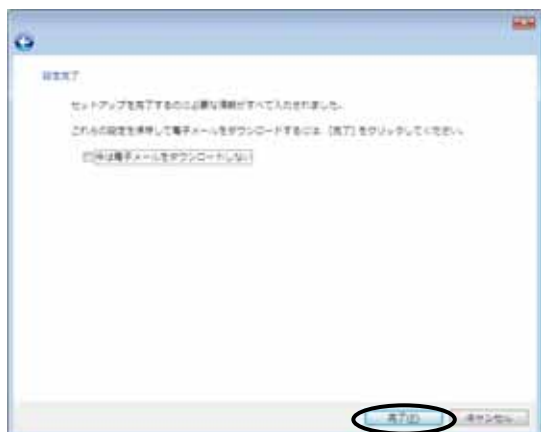 設定完了
セットアップを完了するのに必要な情報がすべて入力されました。
これらの設定を保存して電子メールをダウンロードするには、[完了] をクリックしてください。
今は電子メールをダウンロードしない
完了(F)
キャンセル